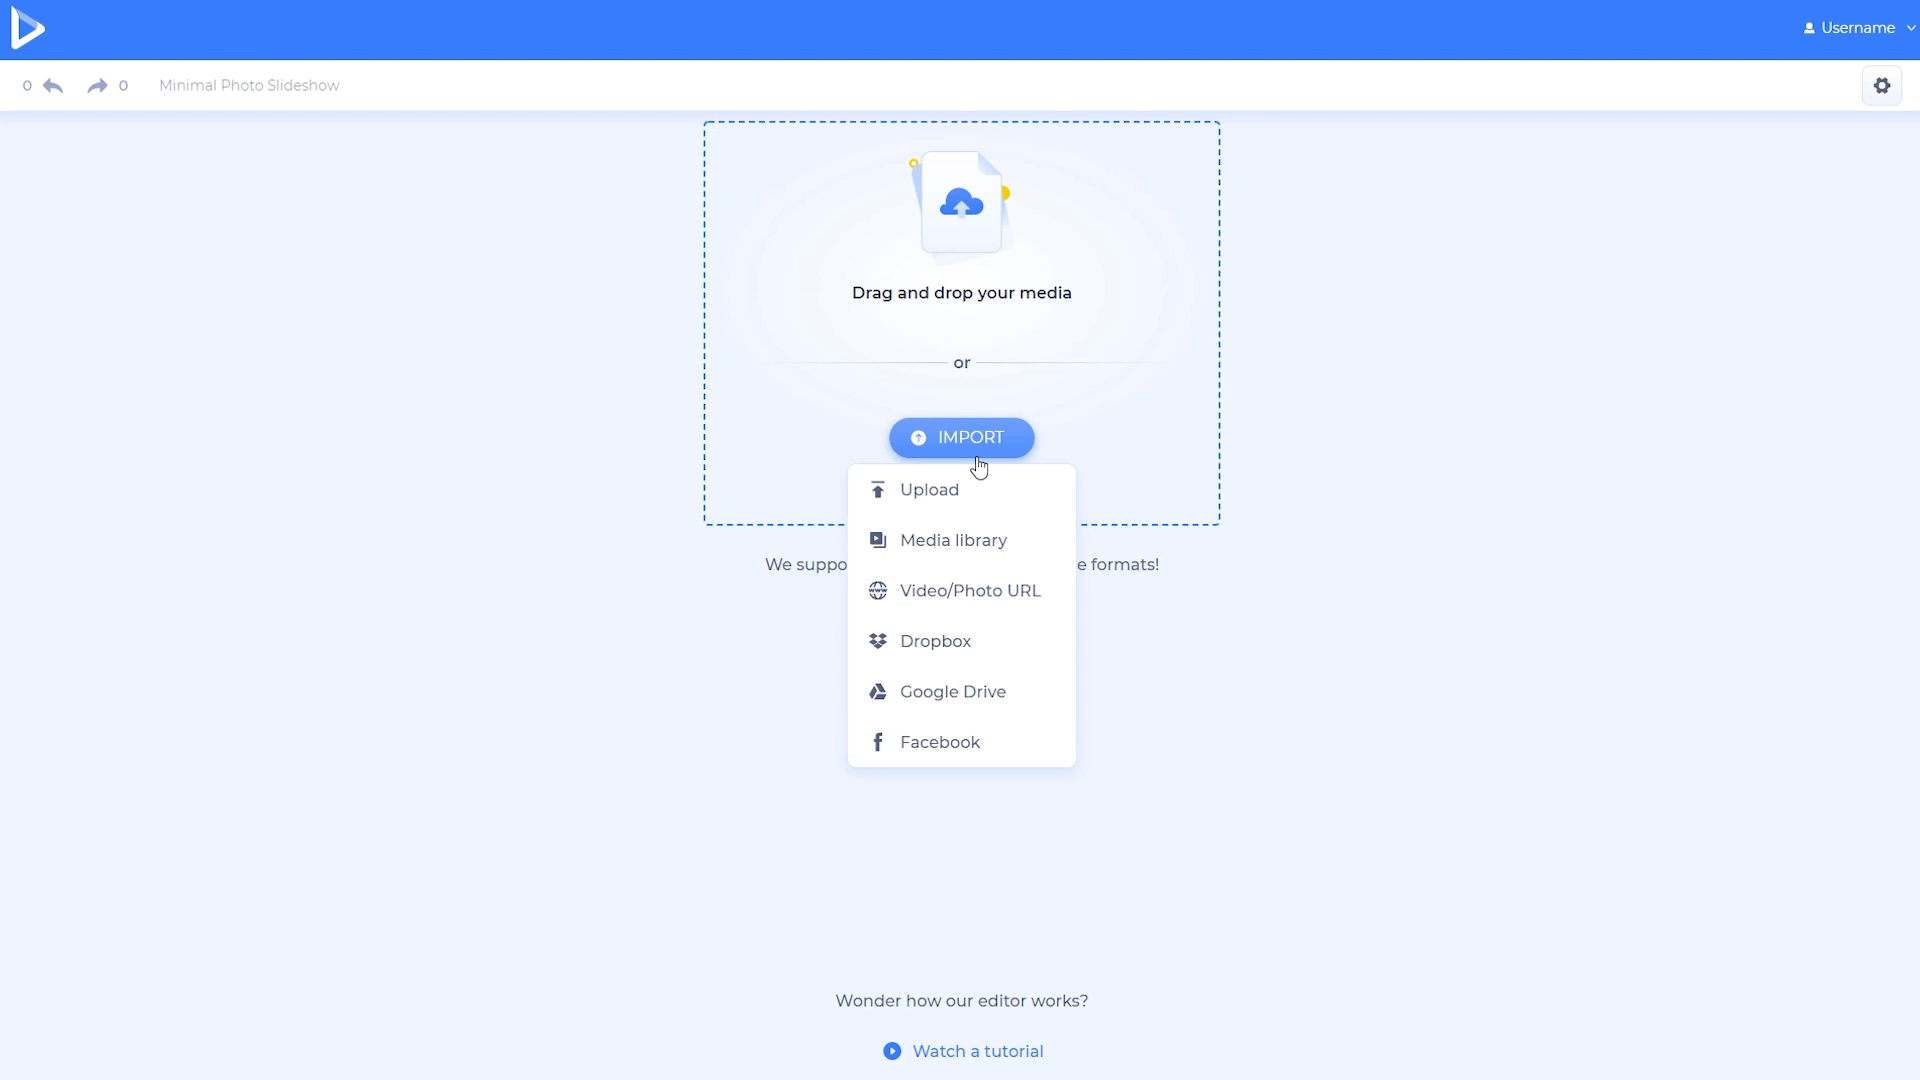 Username
0 0 Minimal Photo Slideshow
Drag and drop your media
or
IMPORT
Upload
Media library
We suppo e formats!
Video/Photo URL
Dropbox
Google Drive
Facebook
Wonder how our editor works?
Watch a tutorial